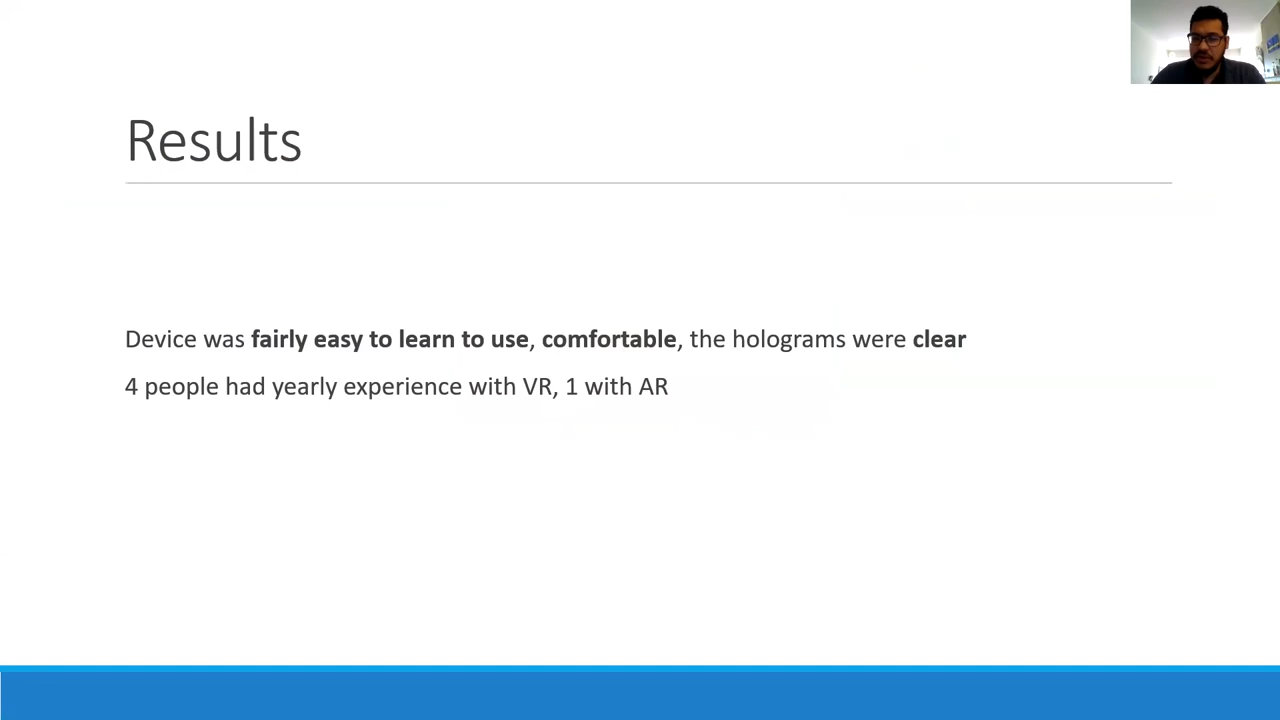 Results
Device was fairly easy to learn to use, comfortable, the holograms were clear
4 people had yearly experience with VR, 1 with AR